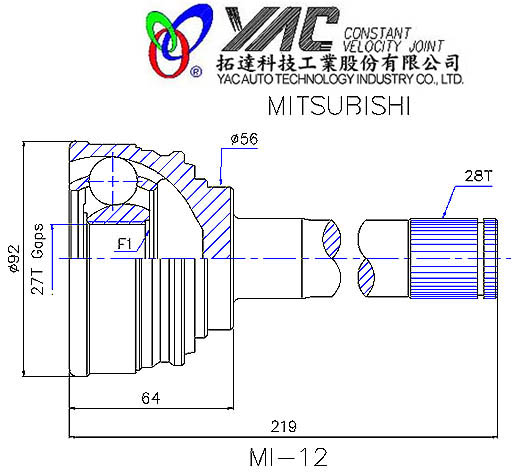 YAC CONSTANT
VELOCITY JOINT
®
拓達科技工業股份有限公司
YAC AUTO TECHNOLOGY INDUSTRY CO., LTD.
MITSUBISHI
ø56
28T
ø92
27T Gaps
F1
64
219
MI-12